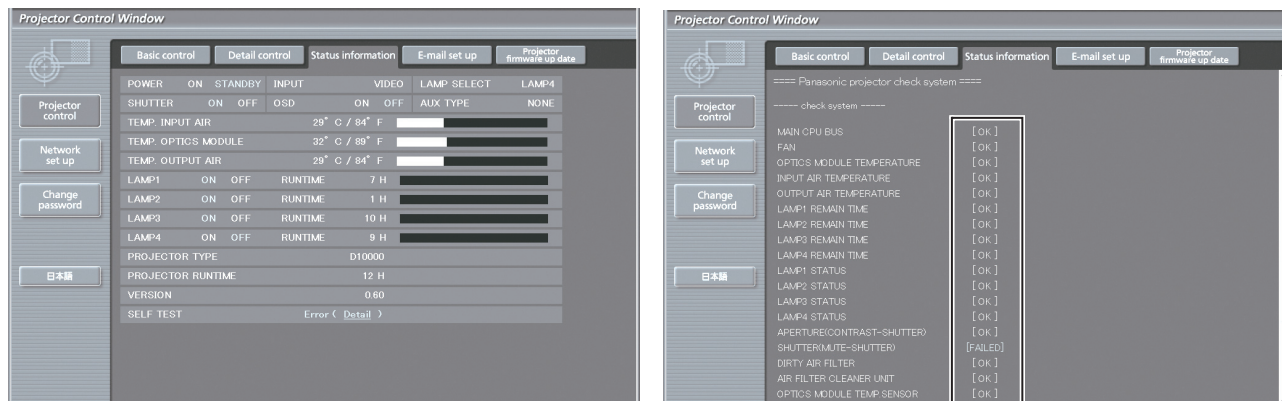 Projector Control Window
Basic control Detail control Status information E-mail set up Projector firmware up date
Projector control
Network set up
Change password
日本語
POWER ON STANDBY INPUT VIDEO LAMP SELECT LAMP4
SHUTTER ON OFF OSD ON OFF AUX TYPE NONE
TEMP. INPUT AIR 29° C / 84° F
TEMP. OPTICS MODULE 32° C / 89° F
TEMP. OUTPUT AIR 29° C / 84° F
LAMP1 ON OFF RUNTIME 7 H
LAMP2 ON OFF RUNTIME 1 H
LAMP3 ON OFF RUNTIME 10 H
LAMP4 ON OFF RUNTIME 9 H
PROJECTOR TYPE D10000
PROJECTOR RUNTIME 12 H
VERSION 0.60
SELF TEST Error ( Detail )
Projector Control Window
Basic control Detail control Status information E-mail set up Projector firmware up date
Projector control
Network set up
Change password
日本語
==== Panasonic projector check system ====
----- check system -----
MAIN CPU BUS [ OK ]
FAN [ OK ]
OPTICS MODULE TEMPERATURE [ OK ]
INPUT AIR TEMPERATURE [ OK ]
OUTPUT AIR TEMPERATURE [ OK ]
LAMP1 REMAIN TIME [ OK ]
LAMP2 REMAIN TIME [ OK ]
LAMP3 REMAIN TIME [ OK ]
LAMP4 REMAIN TIME [ OK ]
LAMP1 STATUS [ OK ]
LAMP2 STATUS [ OK ]
LAMP3 STATUS [ OK ]
LAMP4 STATUS [ OK ]
APERTURE(CONTRAST-SHUTTER) [ OK ]
SHUTTER(MUTE-SHUTTER) [FAILED]
DIRTY AIR FILTER [ OK ]
AIR FILTER CLEANER UNIT [ OK ]
OPTICS MODULE TEMP.SENSOR [ OK ]